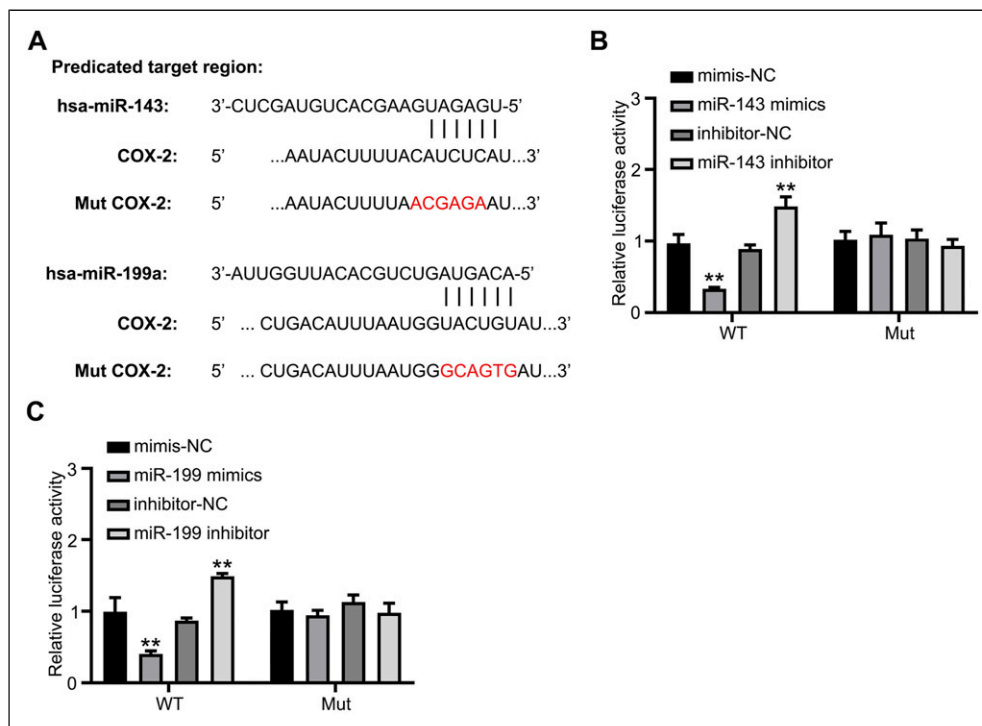 A
Predicated target region:
hsa-miR-143: 3’-CUCGAUGUCACGAAGUAGAGU-5’
COX-2: 5’ ...AAUACUUUUACAUCUCAU...3’
Mut COX-2: 5’ ...AAUACUUUUAACGAGAAU...3’
hsa-miR-199a: 3’-AUUGGUUACACGUCUGAUGACA-5’
COX-2: 5’ ... CUGACAUUUAAUGGUACUGUAU...3’
Mut COX-2: 5’ ... CUGACAUUUAAUGGGCAGTGAU...3’
B
mimis-NC
miR-143 mimics
inhibitor-NC
miR-143 inhibitor
Relative luciferase activity
3
2
1
0
**
**
WT Mut
C
mimis-NC
miR-199 mimics
inhibitor-NC
miR-199 inhibitor
Relative luciferase activity
3
2
1
0
**
**
WT Mut